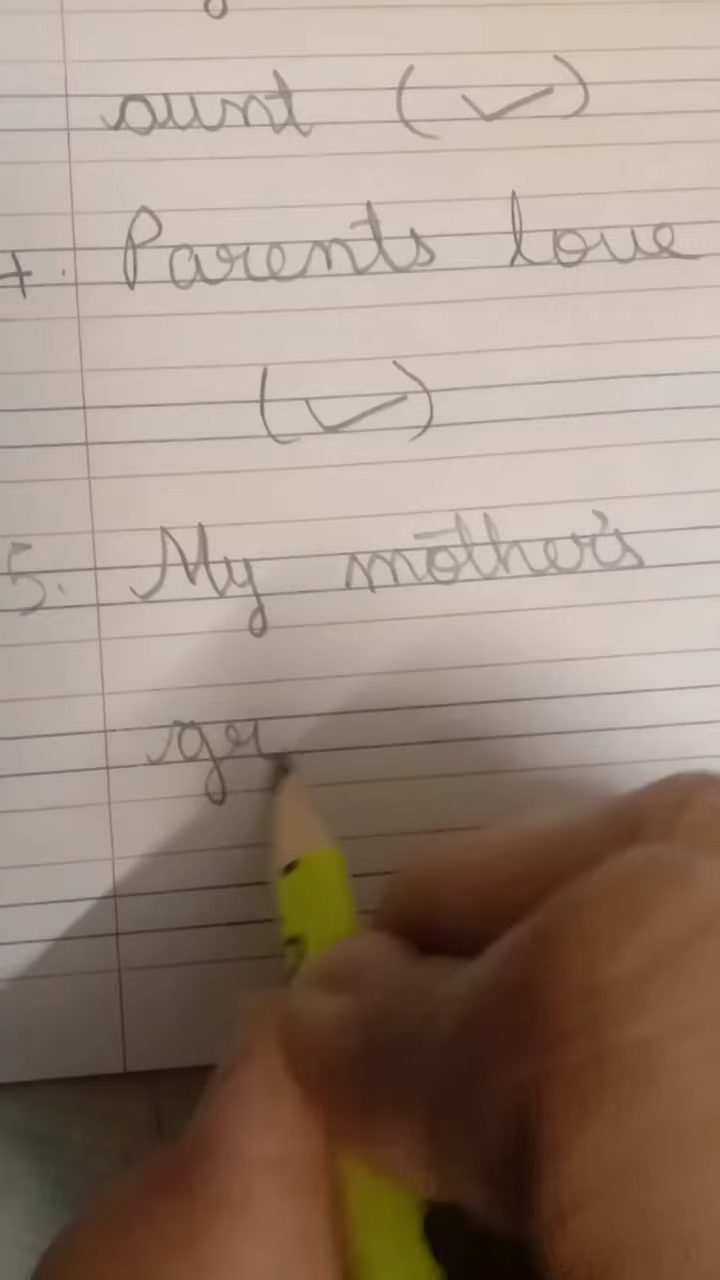 aunt (✓)
4. Parents love
(✓)
5. My mother's
gr